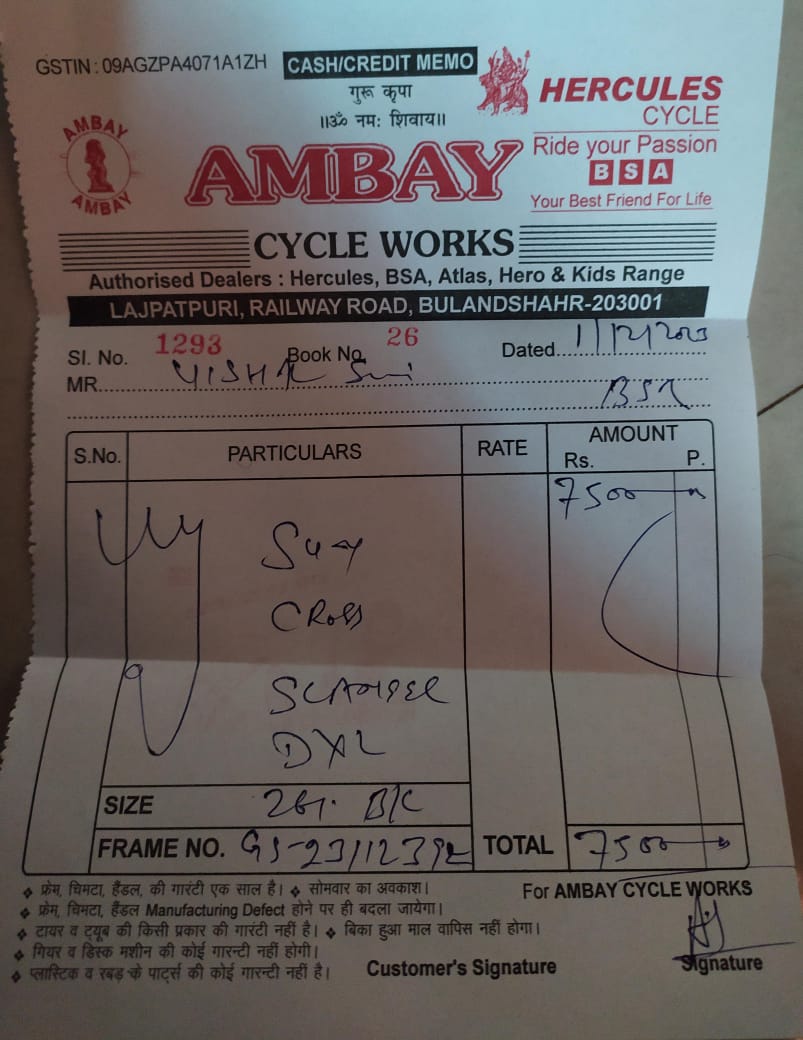 GSTIN : 09AGZPA4071A1ZH
CASH/CREDIT MEMO
गुरू कृपा
॥ॐ नमः शिवाय॥
AMBAY
AMBAY
HERCULES
CYCLE
Ride your Passion
BSA
Your Best Friend For Life
AMBAY
CYCLE WORKS
Authorised Dealers : Hercules, BSA, Atlas, Hero & Kids Range
LAJPATPURI, RAILWAY ROAD, BULANDSHAHR-203001
Sl. No. 1293 Book No. 26 Dated 1/12/2023
MR.
S.No. PARTICULARS RATE AMOUNT
Rs. P.
7500
CROSS
DXL
SIZE
FRAME NO. TOTAL 7500
❖ फ्रेम, चिमटा, हैंडल, की गारंटी एक साल है। ❖ सोमवार का अवकाश।
❖ फ्रेम, चिमटा, हैंडल Manufacturing Defect होने पर ही बदला जायेगा।
❖ टायर व ट्यूब की किसी प्रकार की गारंटी नहीं है। ❖ बिका हुआ माल वापिस नहीं होगा।
❖ गियर व डिस्क मशीन की कोई गारन्टी नहीं होगी।
❖ प्लास्टिक व रबड़ के पार्ट्स की कोई गारन्टी नहीं है।
For AMBAY CYCLE WORKS
Customer's Signature
Signature